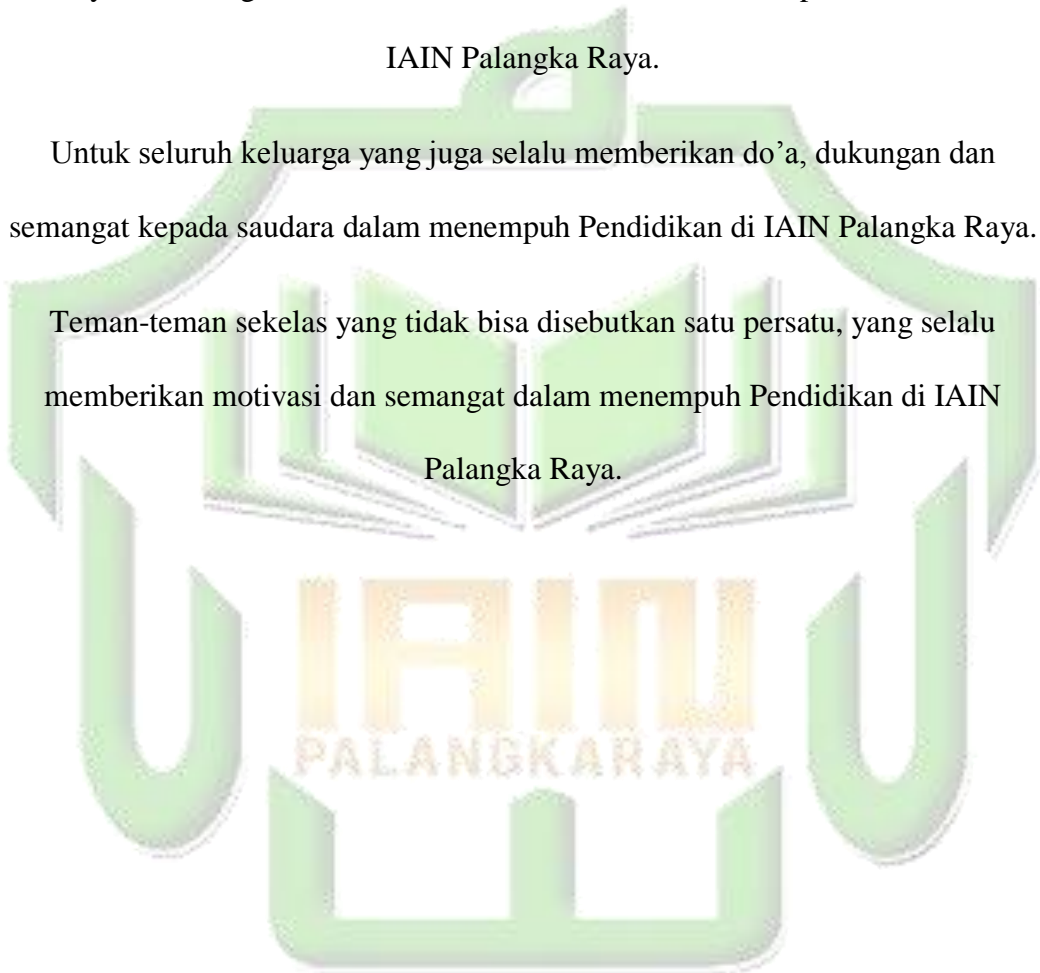 IAIN Palangka Raya.
Untuk seluruh keluarga yang juga selalu memberikan do’a, dukungan dan
semangat kepada saudara dalam menempuh Pendidikan di IAIN Palangka Raya.
Teman-teman sekelas yang tidak bisa disebutkan satu persatu, yang selalu
memberikan motivasi dan semangat dalam menempuh Pendidikan di IAIN
Palangka Raya.
IAIN
PALANGKARAYA